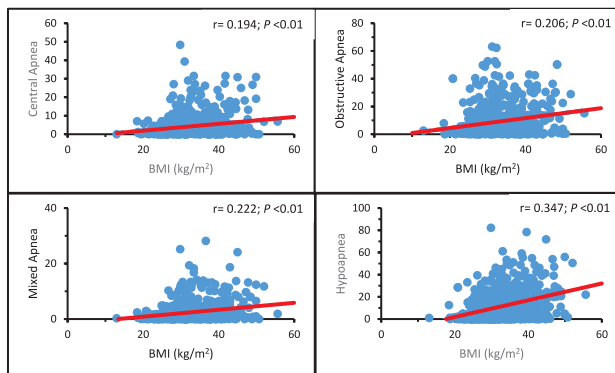 r= 0.194; P <0.01
Central Apnea
60
50
40
30
20
10
0
0 20 40 60
BMI (kg/m²)
r= 0.206; P <0.01
Obstructive Apnea
80
60
40
20
0
0 20 40 60
BMI (kg/m²)
r= 0.222; P <0.01
Mixed Apnea
40
20
0
0 20 40 60
BMI (kg/m²)
r= 0.347; P <0.01
Hypoapnea
100
80
60
40
20
0
0 20 40 60
BMI (kg/m²)